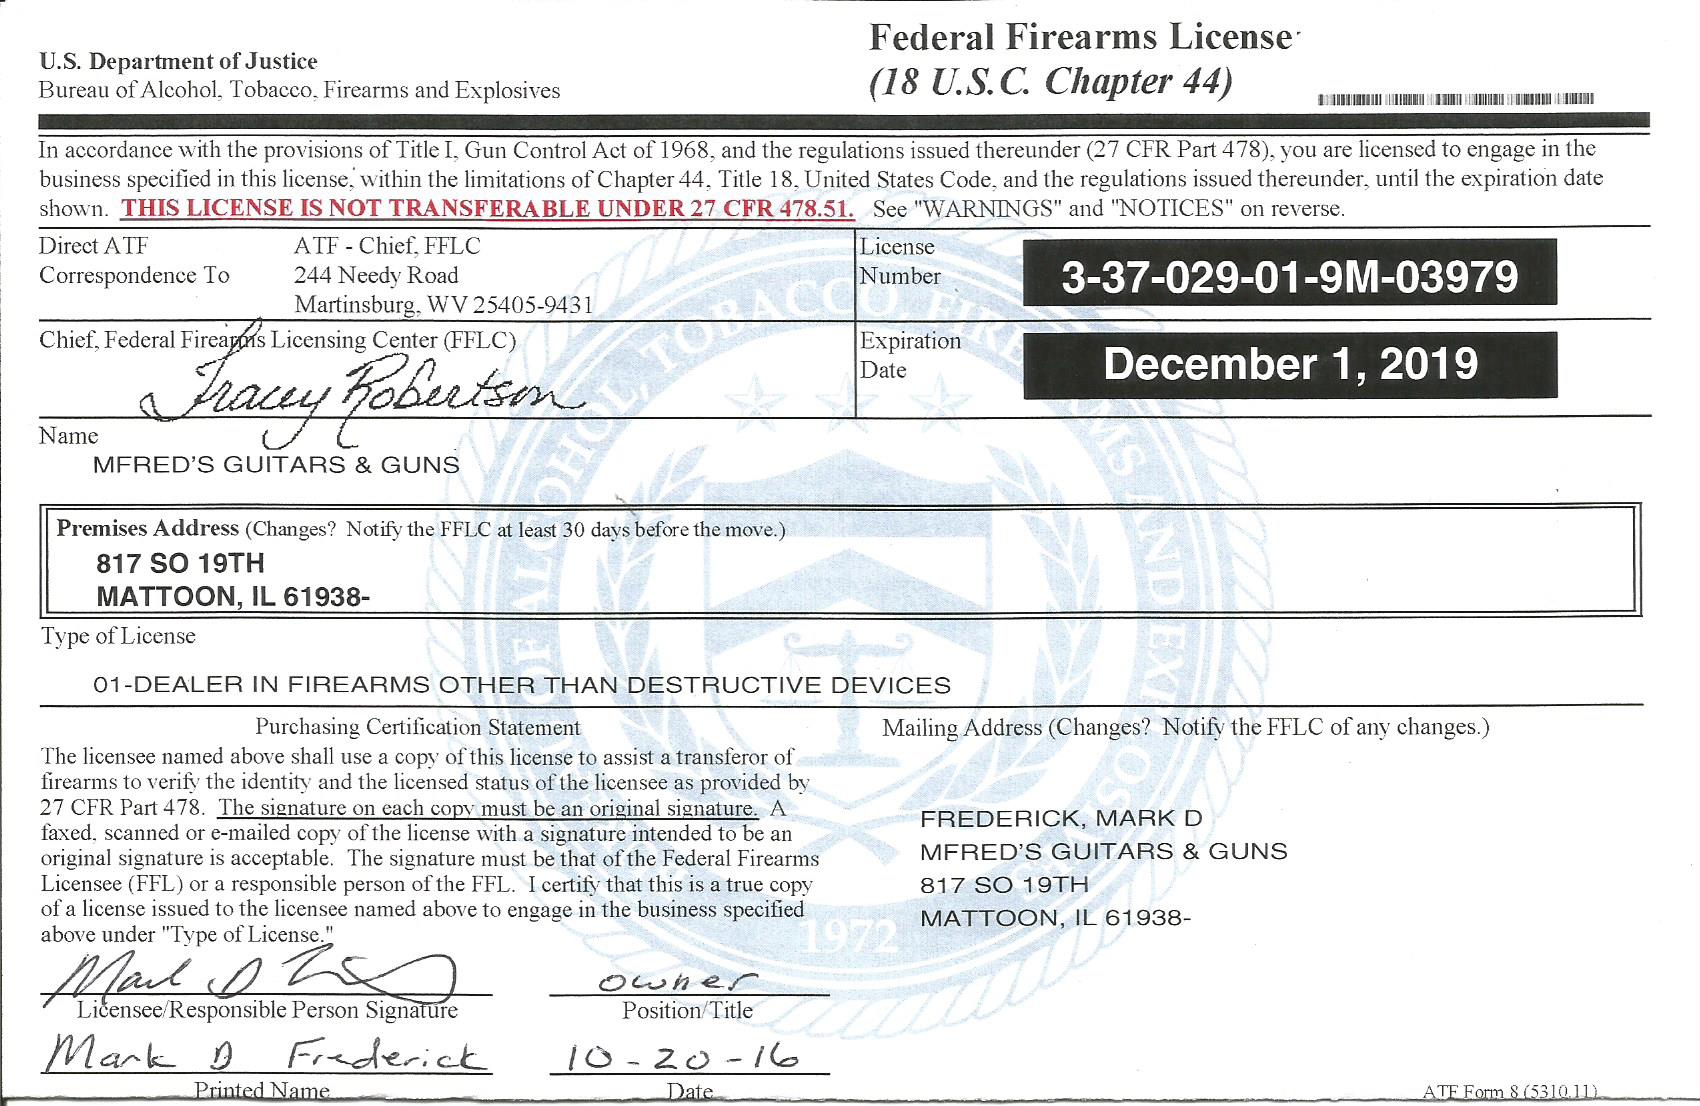 U.S. Department of Justice
Bureau of Alcohol, Tobacco, Firearms and Explosives
Federal Firearms License
(18 U.S.C. Chapter 44)
In accordance with the provisions of Title I, Gun Control Act of 1968, and the regulations issued thereunder (27 CFR Part 478), you are licensed to engage in the
business specified in this license, within the limitations of Chapter 44, Title 18, United States Code, and the regulations issued thereunder, until the expiration date
shown. THIS LICENSE IS NOT TRANSFERABLE UNDER 27 CFR 478.51. See "WARNINGS" and "NOTICES" on reverse.
Direct ATF
Correspondence To
ATF - Chief, FFLC
244 Needy Road
Martinsburg, WV 25405-9431
License
Number
3-37-029-01-9M-03979
Chief, Federal Firearms Licensing Center (FFLC)
Tracey Robertson
Expiration
Date
December 1, 2019
Name
MFRED'S GUITARS & GUNS
Premises Address (Changes? Notify the FFLC at least 30 days before the move.)
817 SO 19TH
MATTOON, IL 61938-
Type of License
01-DEALER IN FIREARMS OTHER THAN DESTRUCTIVE DEVICES
Purchasing Certification Statement
The licensee named above shall use a copy of this license to assist a transferor of
firearms to verify the identity and the licensed status of the licensee as provided by
27 CFR Part 478. The signature on each copy must be an original signature. A
faxed, scanned or e-mailed copy of the license with a signature intended to be an
original signature is acceptable. The signature must be that of the Federal Firearms
Licensee (FFL) or a responsible person of the FFL. I certify that this is a true copy
of a license issued to the licensee named above to engage in the business specified
above under "Type of License."
Mailing Address (Changes? Notify the FFLC of any changes.)
FREDERICK, MARK D
MFRED'S GUITARS & GUNS
817 SO 19TH
MATTOON, IL 61938-
1972
Mark D
Licensee/Responsible Person Signature
owner
Position/Title
Mark D Frederick
Printed Name
10-20-16
Date
ATF Form 8 (5310.11)